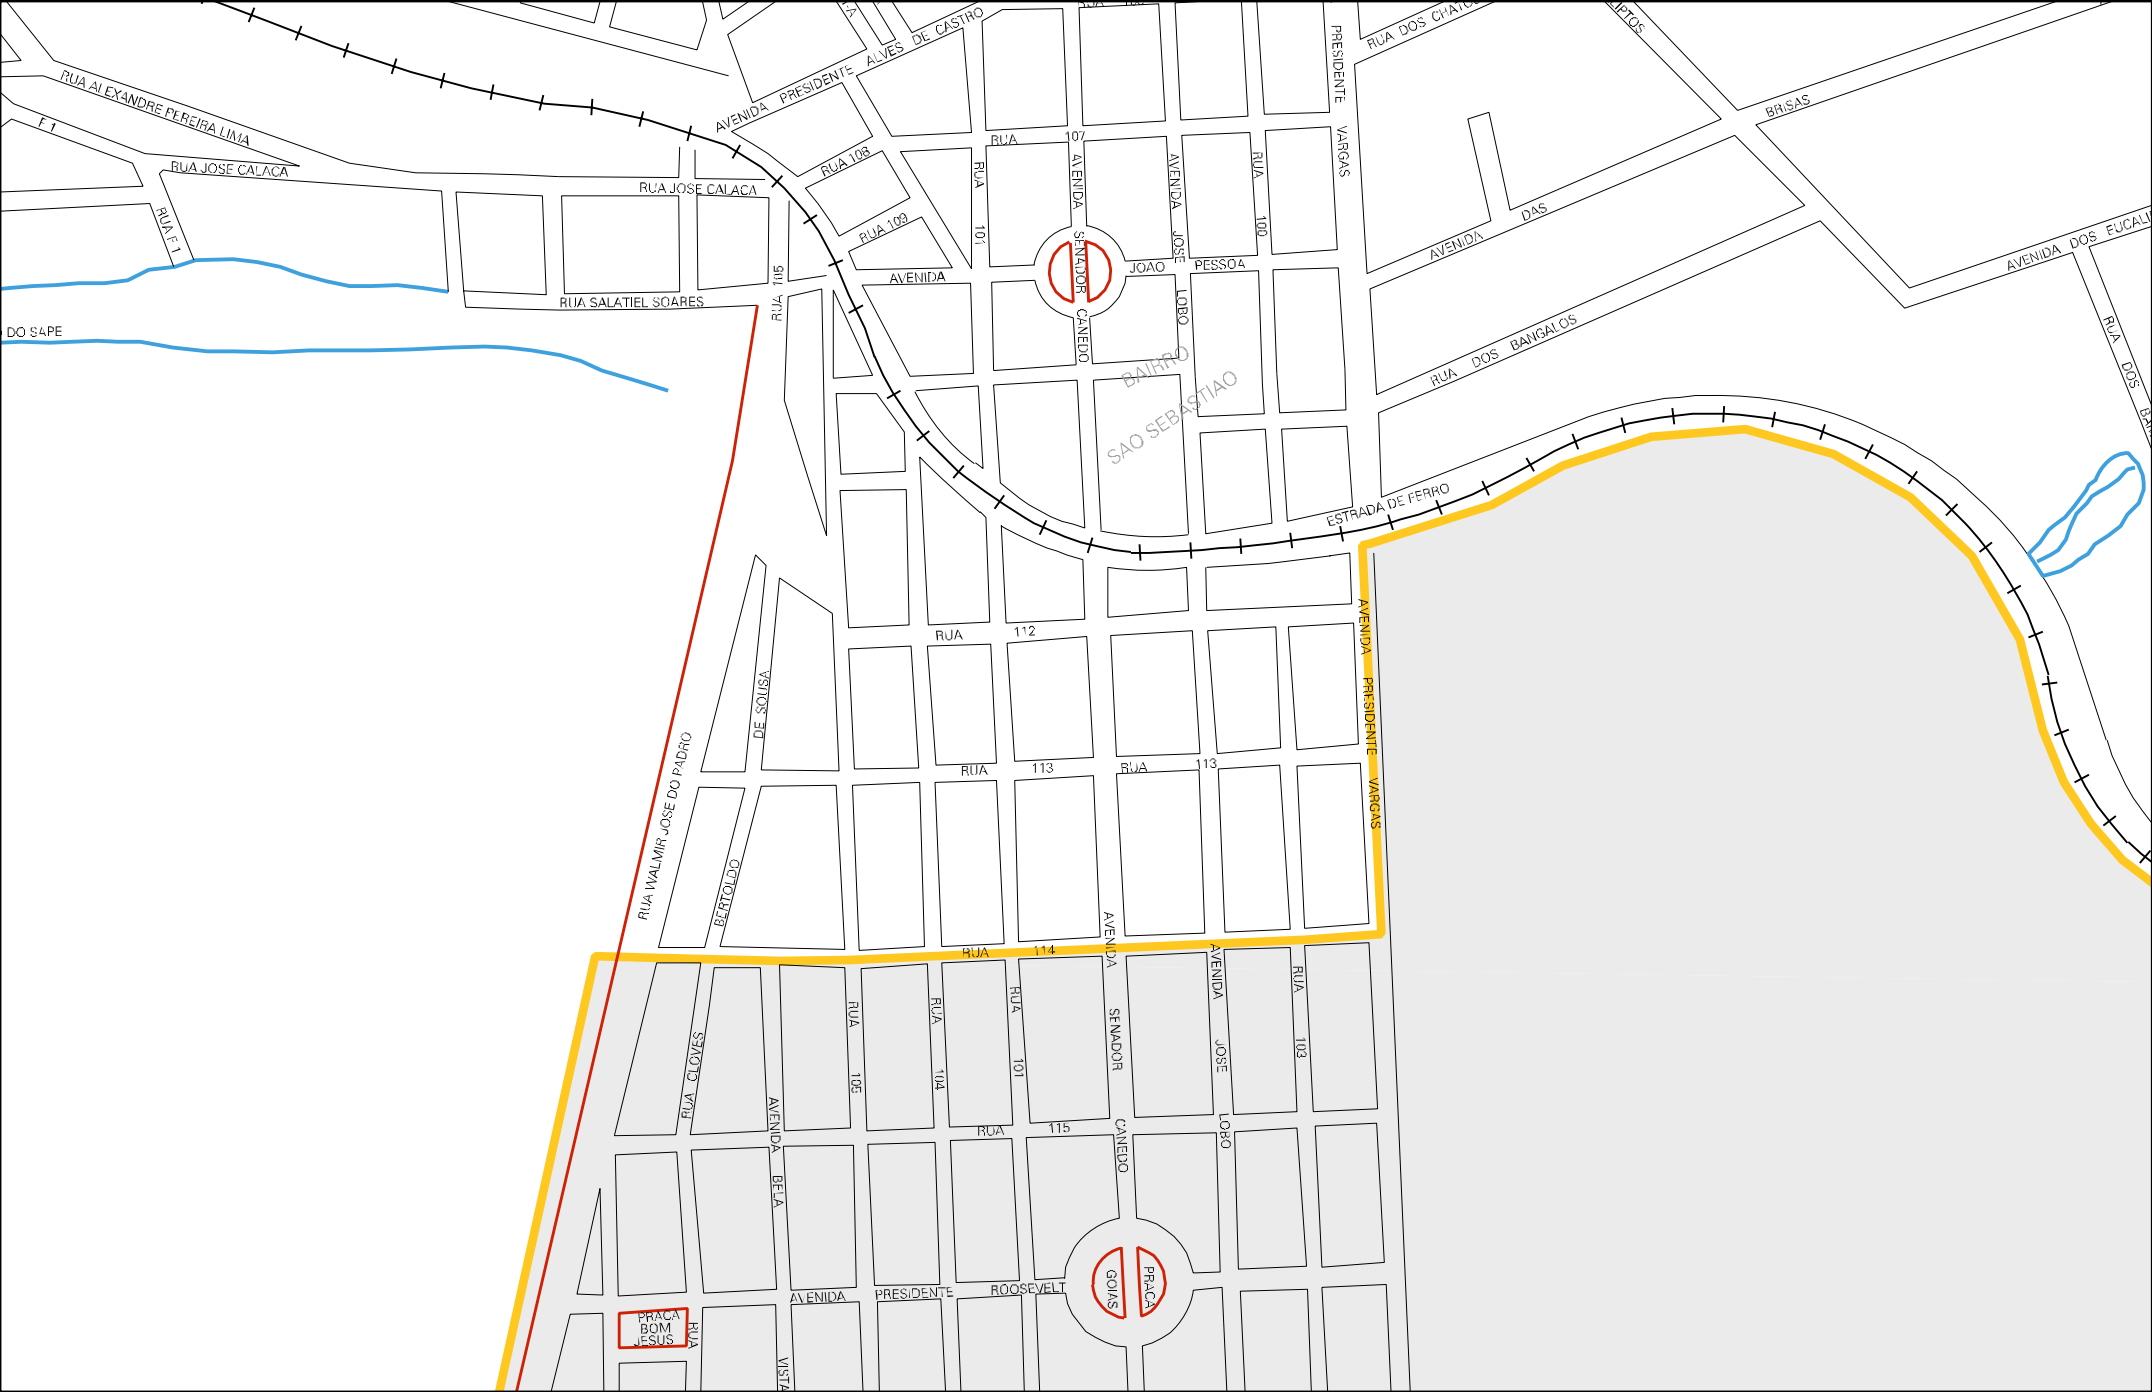 ALVES DE CASTRO
AVENIDA PRESIDENTE
PRESIDENTE
VARGAS
RUA DOS
BRISAS
RUA ALEXANDRE PEREIRA LIMA
F 1
RUA JOSE CALACA
RUA JOSE CALACA
RUA F 1
RUA 108
RUA 109
RUA 107
RUA 101
AVENIDA SENADOR CANEDO
AVENIDA JOSE LOBO
RUA 100
AVENIDA JOAO PESSOA
AVENIDA DAS
AVENIDA DOS
RUA DOS
RUA SALATIEL SOARES
RUA 105
DO SAPE
RUA DOS BANGALOS
BAIRRO
SAO SEBASTIAO
ESTRADA DE FERRO
RUA 112
AVENIDA PRESIDENTE VARGAS
DE SOUSA
BERTOLDO
RUA WALMIR JOSE DO PADRO
RUA 113
RUA 113
RUA 114
AVENIDA SENADOR CANEDO
AVENIDA JOSE LOBO
RUA 103
RUA 105
RUA 104
RUA 101
RUA CLOVES
AVENIDA BELA VISTA
RUA 115
AVENIDA PRESIDENTE ROOSEVELT
PRACA
GOIAS
PRACA
BOM
JESUS
RUA